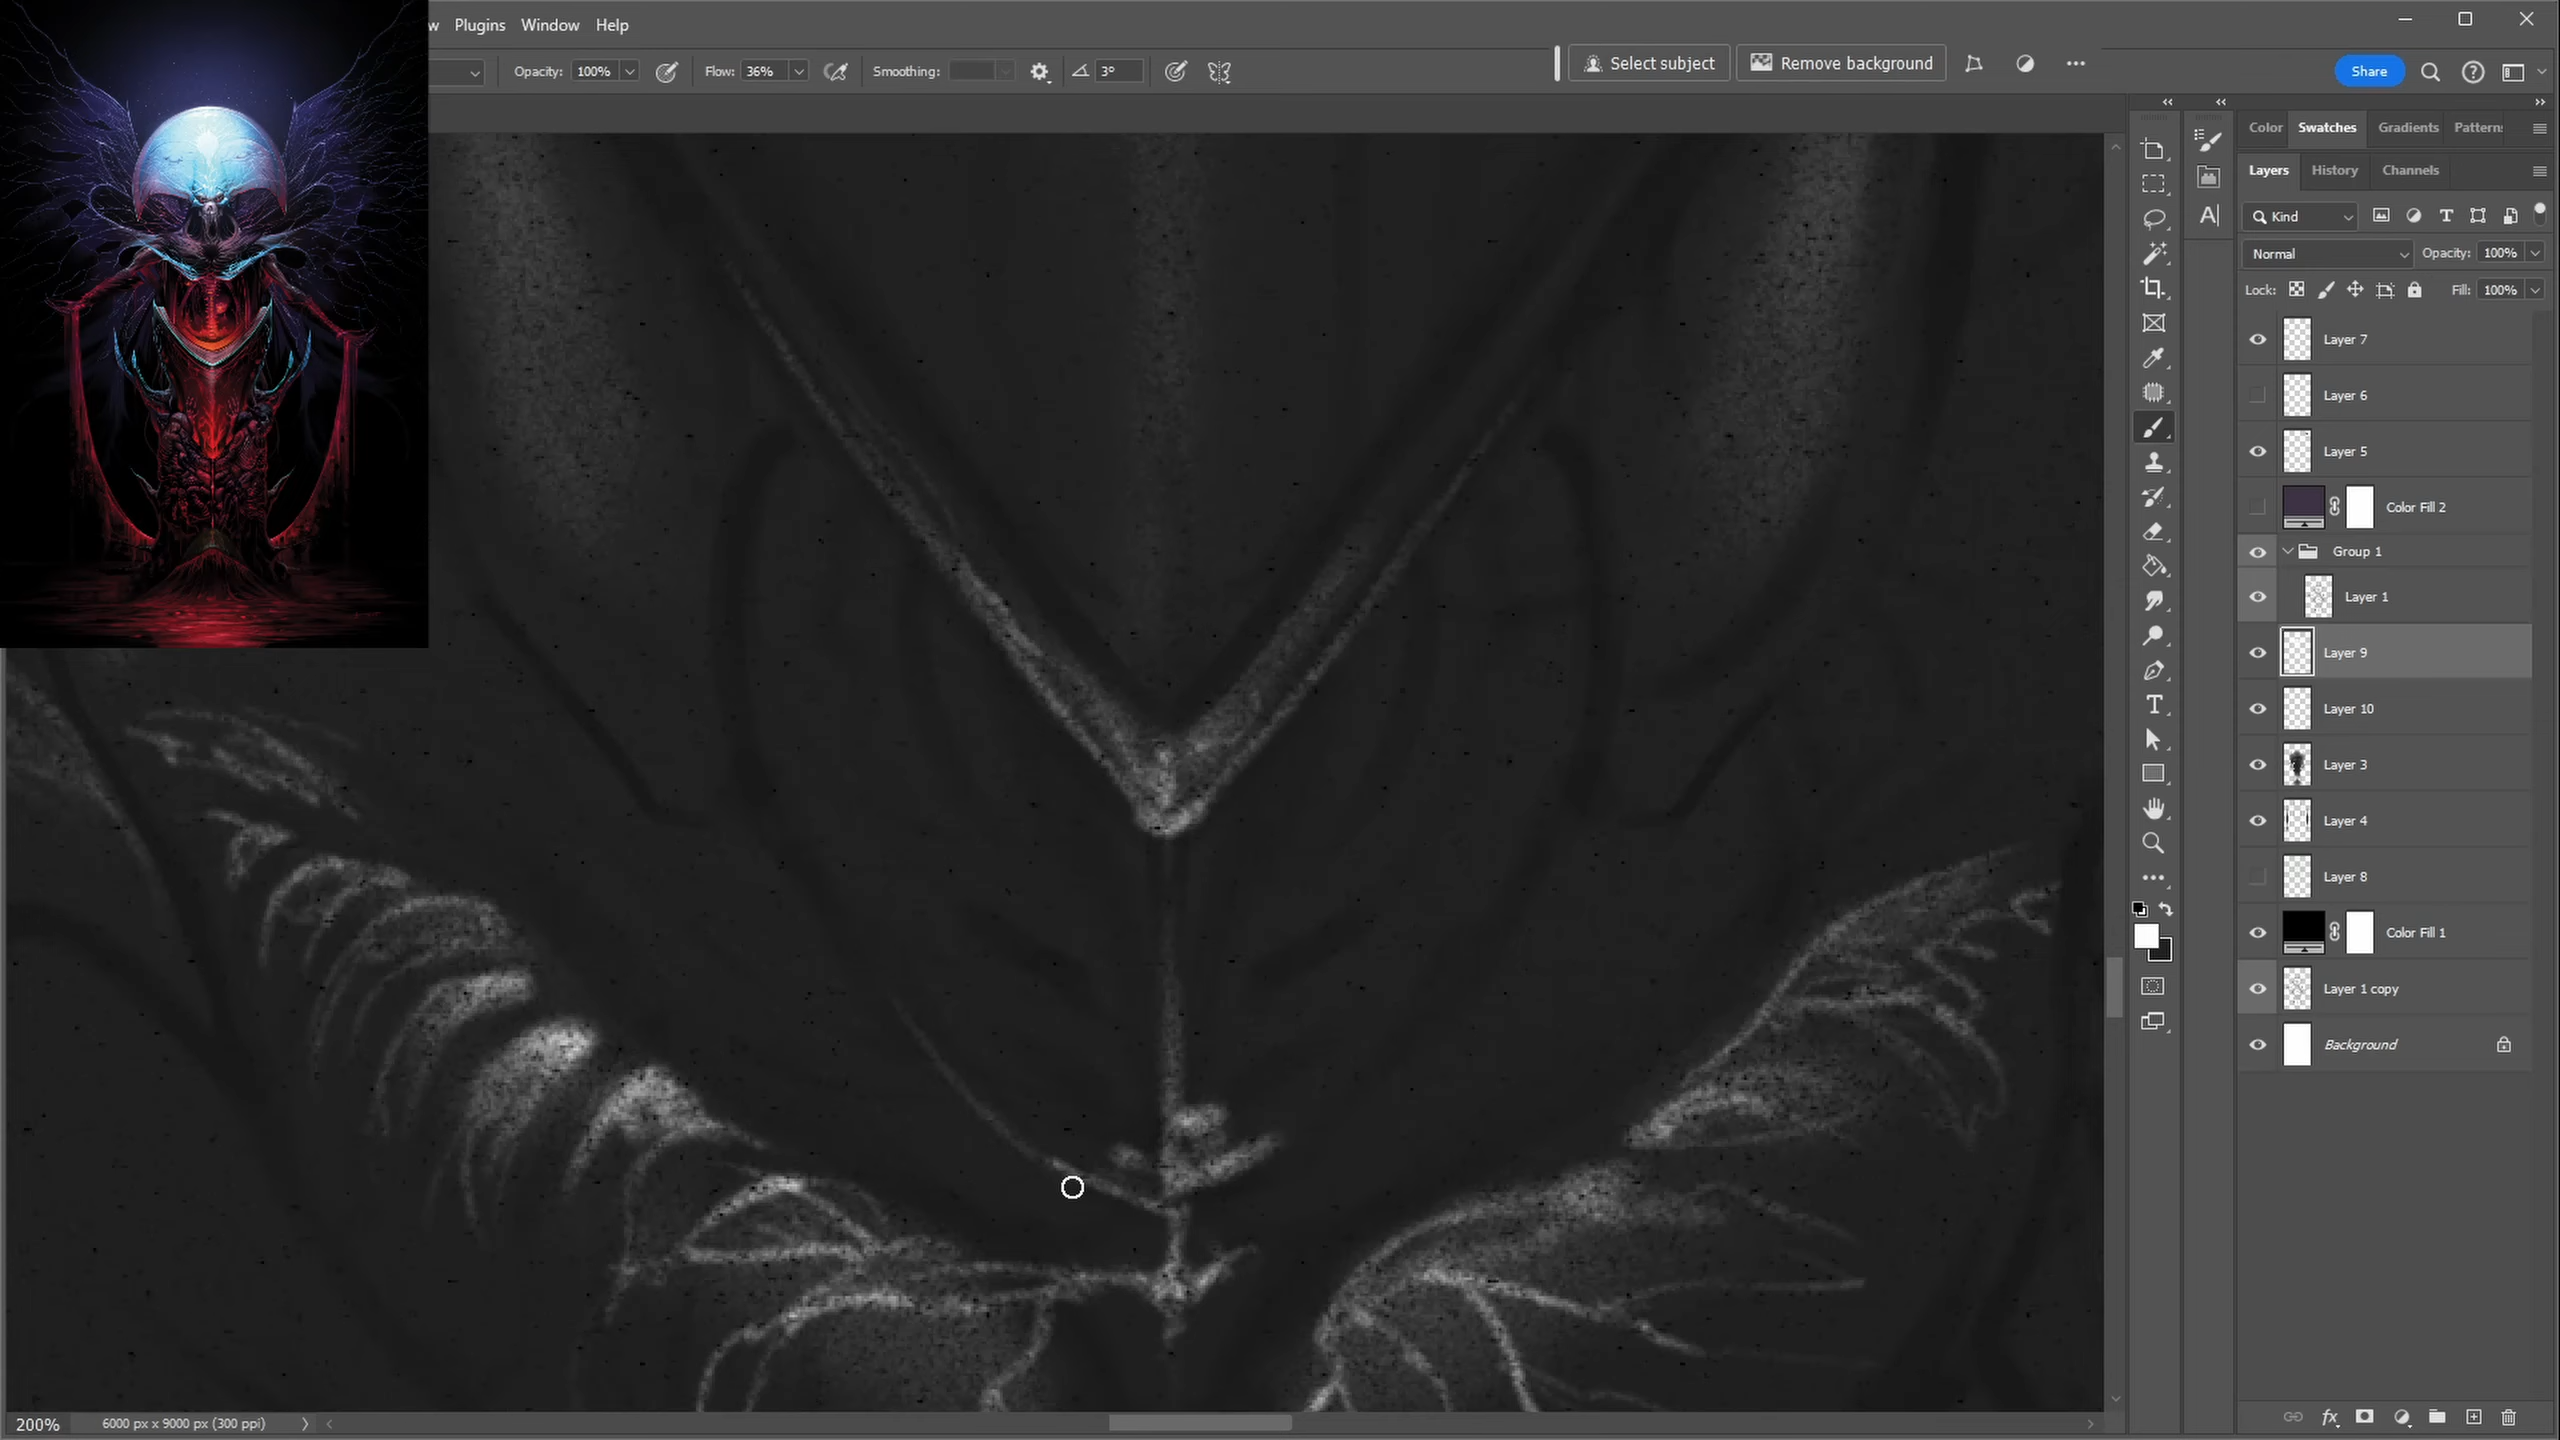 w Plugins Window Help
Opacity: 100% Flow: 36% Smoothing: 3°
Select subject Remove background
Share
Color Swatches Gradients Pattern
Layers History Channels
Kind
Normal Opacity: 100%
Lock: Fill: 100%
Layer 7
Layer 6
Layer 5
Color Fill 2
Group 1
Layer 1
Layer 9
Layer 10
Layer 3
Layer 4
Layer 8
Color Fill 1
Layer 1 copy
Background
200% 6000 px x 9000 px (300 ppi)